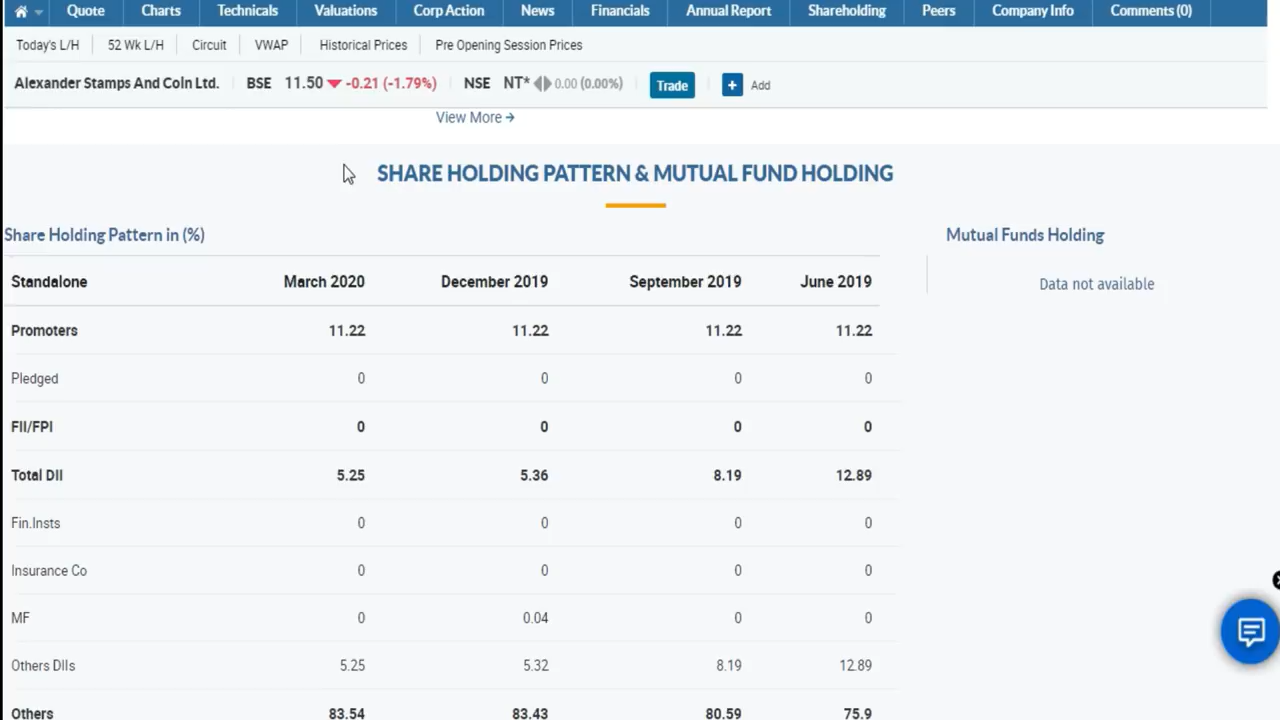 Quote Charts Technicals Valuations Corp Action News Financials Annual Report Shareholding Peers Company Info Comments (0)
Today's L/H 52 Wk L/H Circuit VWAP Historical Prices Pre Opening Session Prices
Alexander Stamps And Coin Ltd. BSE 11.50 -0.21 (-1.79%) NSE NT* 0.00 (0.00%) Trade + Add
View More →
SHARE HOLDING PATTERN & MUTUAL FUND HOLDING
Share Holding Pattern in (%) Mutual Funds Holding
Standalone March 2020 December 2019 September 2019 June 2019 Data not available
Promoters 11.22 11.22 11.22 11.22
Pledged 0 0 0 0
FII/FPI 0 0 0 0
Total DII 5.25 5.36 8.19 12.89
Fin.Insts 0 0 0 0
Insurance Co 0 0 0 0
MF 0 0.04 0 0
Others DIIs 5.25 5.32 8.19 12.89
Others 83.54 83.43 80.59 75.9